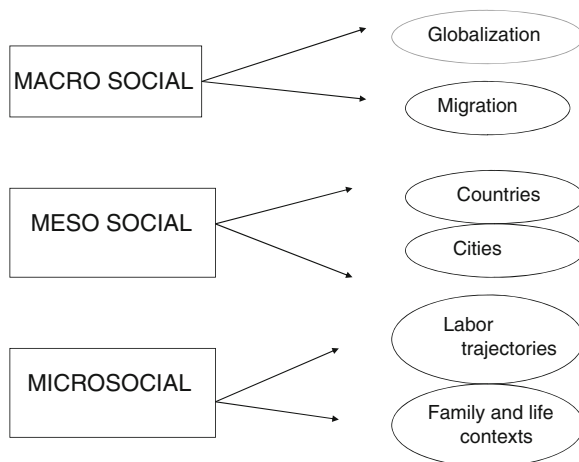 Globalization
MACRO SOCIAL
Migration
Countries
MESO SOCIAL
Cities
Labor
trajectories
MICROSOCIAL
Family and life
contexts